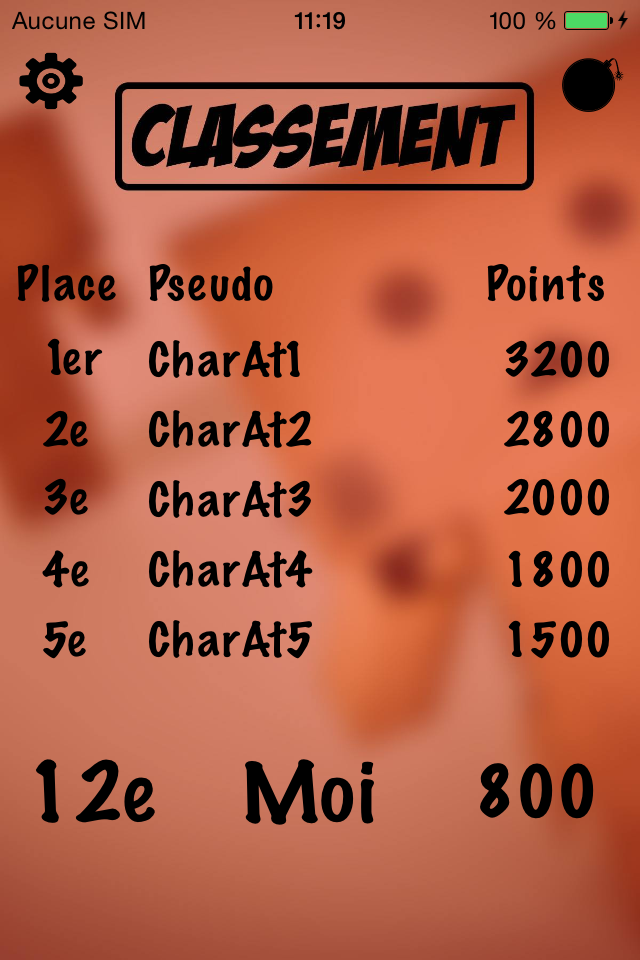 Aucune SIM 11:19 100 %
CLASSEMENT
Place Pseudo Points
1er CharAt1 3200
2e CharAt2 2800
3e CharAt3 2000
4e CharAt4 1800
5e CharAt5 1500
12e Moi 800